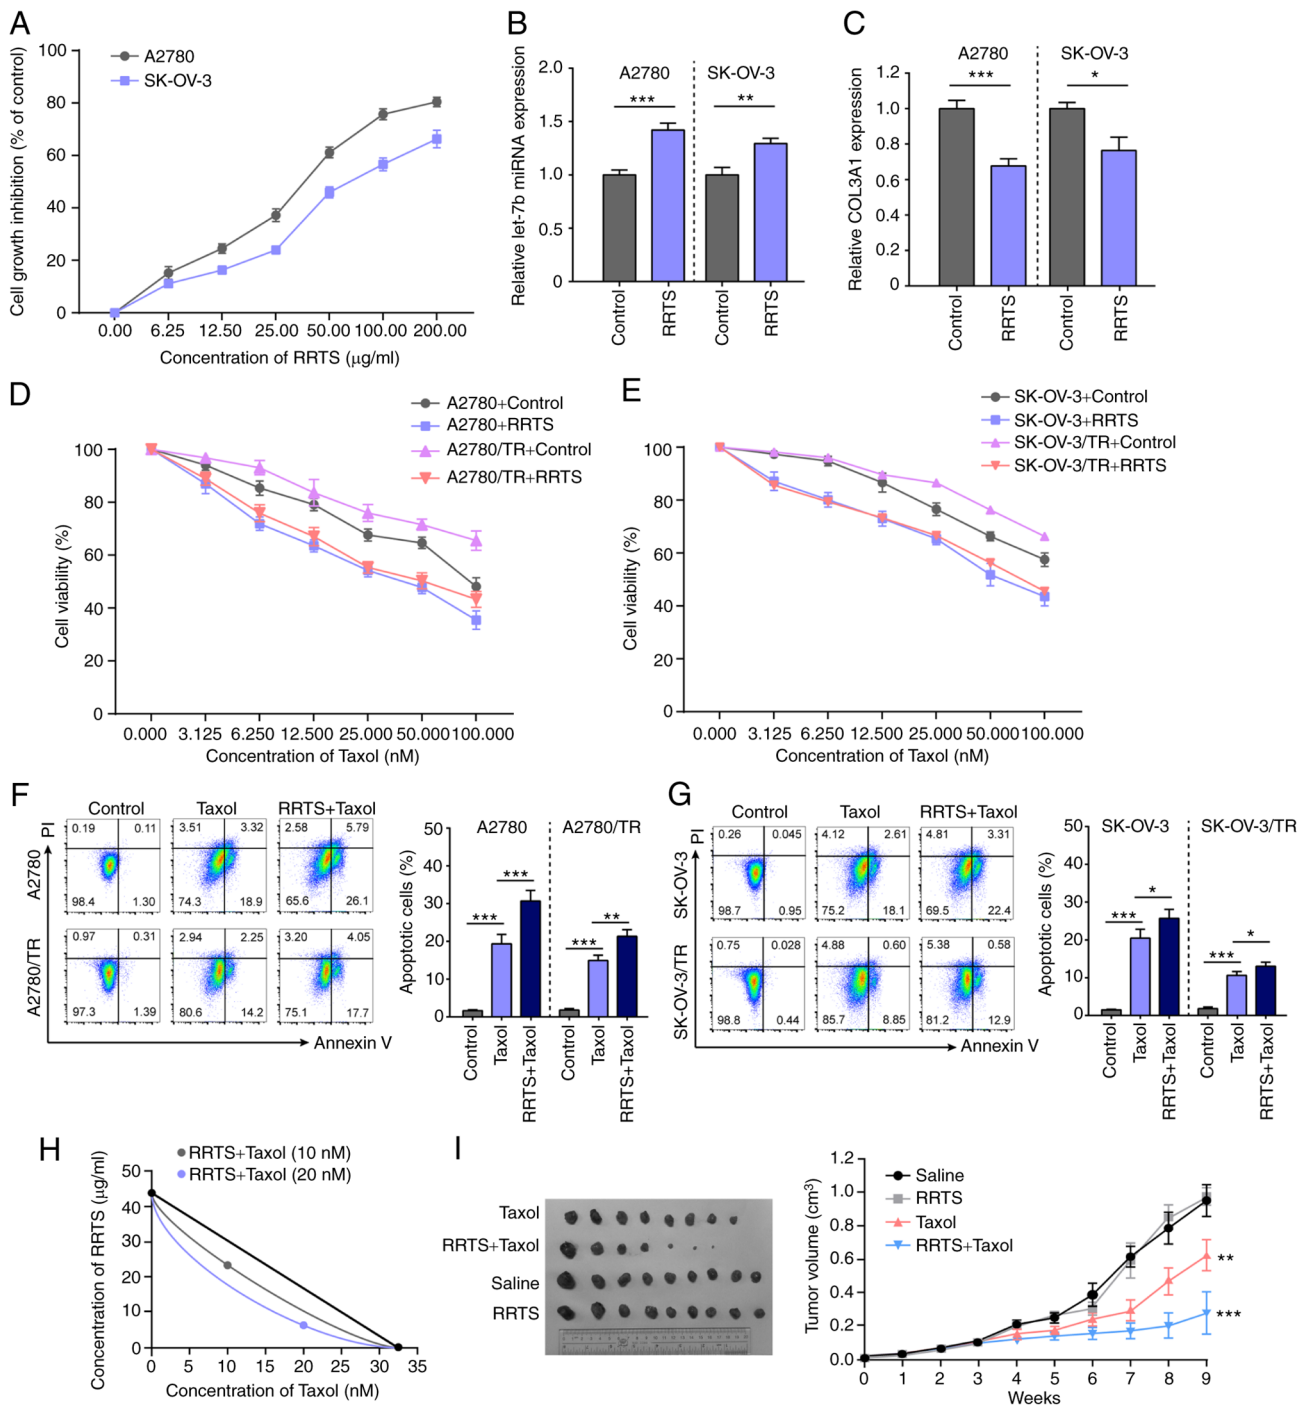 A
Cell growth inhibition (% of control)
100
80
60
40
20
0
A2780
SK-OV-3
0.00 6.25 12.50 25.00 50.00 100.00 200.00
Concentration of RRTS (μg/ml)
B
Relative let-7b miRNA expression
2.0
1.5
1.0
0.5
0
A2780 SK-OV-3
*** **
Control RRTS Control RRTS
C
Relative COL3A1 expression
1.2
1.0
0.8
0.6
0.4
0.2
0
A2780 SK-OV-3
*** *
Control RRTS Control RRTS
D
A2780+Control
A2780+RRTS
A2780/TR+Control
A2780/TR+RRTS
Cell viability (%)
100
80
60
40
20
0
0.000 3.125 6.250 12.500 25.000 50.000 100.000
Concentration of Taxol (nM)
E
SK-OV-3+Control
SK-OV-3+RRTS
SK-OV-3/TR+Control
SK-OV-3/TR+RRTS
Cell viability (%)
100
80
60
40
20
0
0.000 3.125 6.250 12.500 25.000 50.000 100.000
Concentration of Taxol (nM)
F
Control Taxol RRTS+Taxol
PI
A2780
0.19 0.11 3.51 3.32 2.58 5.79
98.4 1.30 74.3 18.9 65.6 26.1
A2780/TR
0.97 0.31 2.94 2.25 3.20 4.05
97.3 1.39 80.6 14.2 75.1 17.7
Annexin V
Apoptotic cells (%)
50
40
30
20
10
0
A2780 A2780/TR
*** *** *** **
Control Taxol RRTS+Taxol Control Taxol RRTS+Taxol
G
Control Taxol RRTS+Taxol
PI
SK-OV-3
0.26 0.045 4.12 2.61 4.81 3.31
98.7 0.95 75.2 18.1 69.5 22.4
SK-OV-3/TR
0.75 0.028 4.88 0.60 5.38 0.58
98.8 0.44 85.7 8.85 81.2 12.9
Annexin V
Apoptotic cells (%)
50
40
30
20
10
0
SK-OV-3 SK-OV-3/TR
*** * *** *
Control Taxol RRTS+Taxol Control Taxol RRTS+Taxol
H
RRTS+Taxol (10 nM)
RRTS+Taxol (20 nM)
Concentration of RRTS (μg/ml)
50
40
30
20
10
0
0 5 10 15 20 25 30 35
Concentration of Taxol (nM)
I
Taxol
RRTS+Taxol
Saline
RRTS
Tumor volume (cm³)
1.2
1.0
0.8
0.6
0.4
0.2
0.0
Saline
RRTS
Taxol
RRTS+Taxol
**
***
0 1 2 3 4 5 6 7 8 9
Weeks